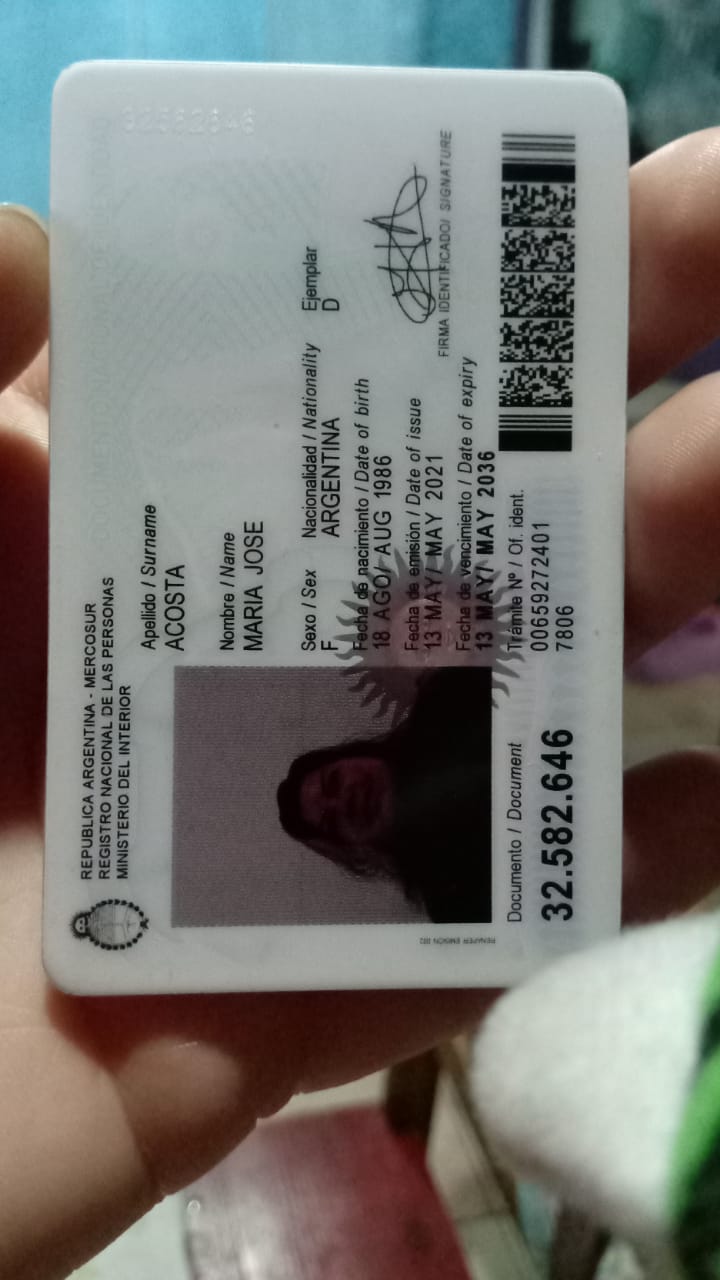 REPUBLICA ARGENTINA - MERCOSUR
REGISTRO NACIONAL DE LAS PERSONAS
MINISTERIO DEL INTERIOR
Apellido / Surname
ACOSTA
Nombre / Name
MARIA JOSE
Sexo / Sex Nacionalidad / Nationality Ejemplar
F ARGENTINA D
Fecha de nacimiento / Date of birth
18 AGO/ AUG 1986
Fecha de emisión / Date of issue
13 MAY/ MAY 2021
Fecha de vencimiento / Date of expiry
13 MAY/ MAY 2036
FIRMA IDENTIFICADO/ SIGNATURE
Documento / Document
32.582.646
Trámite Nº / Of. ident.
00659272401
7806
32582646